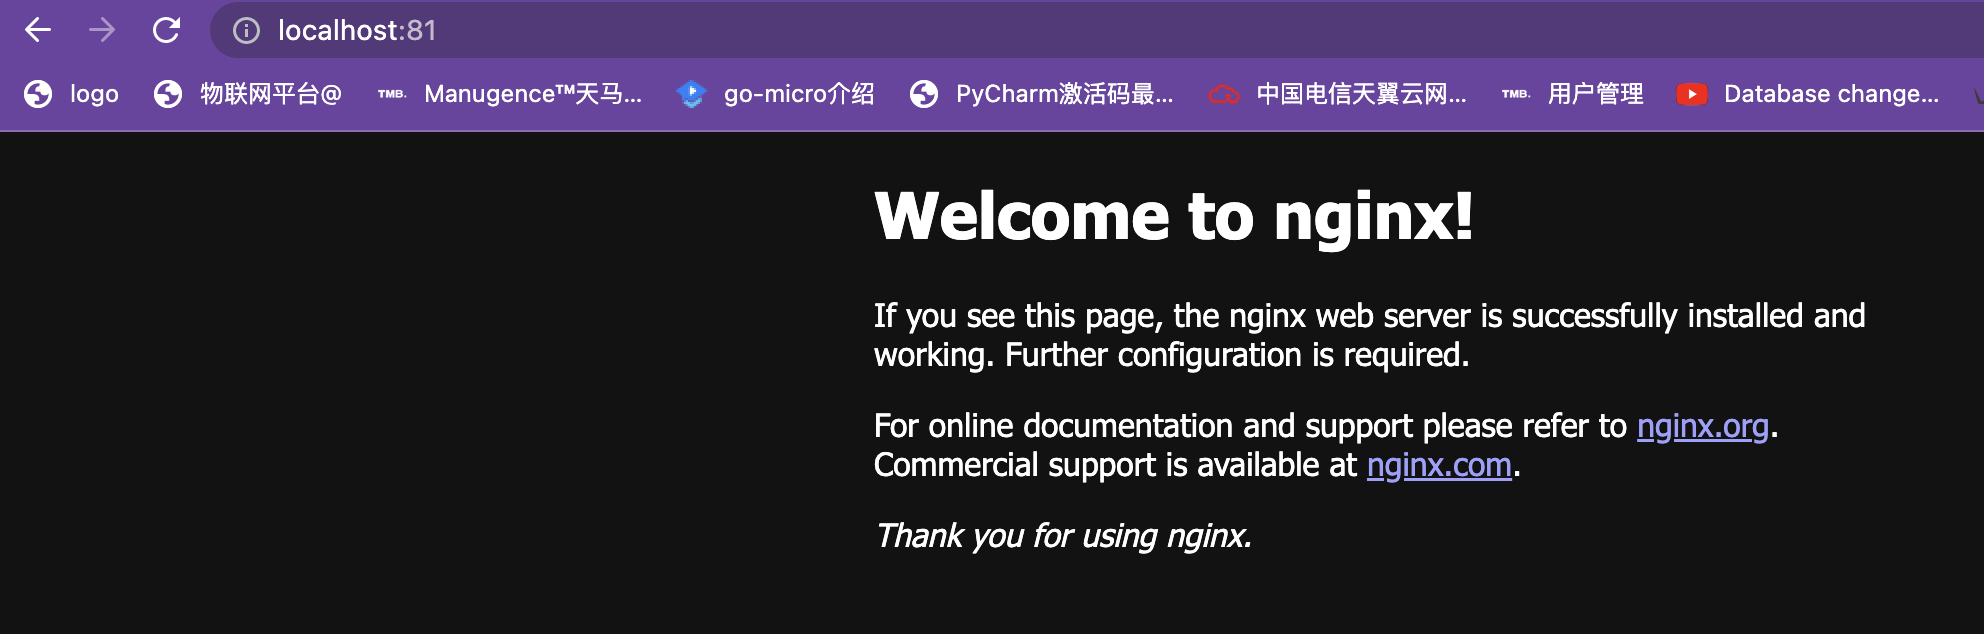 localhost:81
logo 物联网平台@ TMB. Manugence™天马... go-micro介绍 PyCharm激活码最... 中国电信天翼云网... TMB. 用户管理 Database change...
Welcome to nginx!
If you see this page, the nginx web server is successfully installed and
working. Further configuration is required.
For online documentation and support please refer to nginx.org.
Commercial support is available at nginx.com.
Thank you for using nginx.